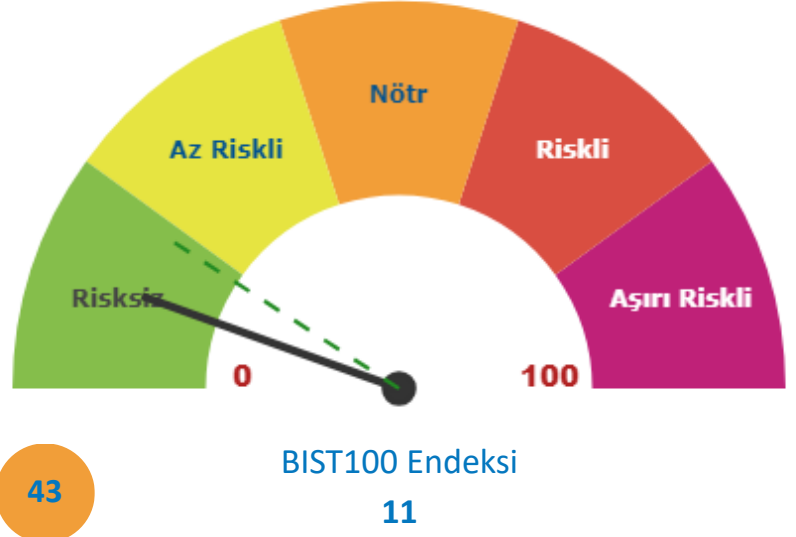 Nötr
Az Riskli
Riskli
Risksiz
Aşırı Riskli
0
100
BIST100 Endeksi
43
11